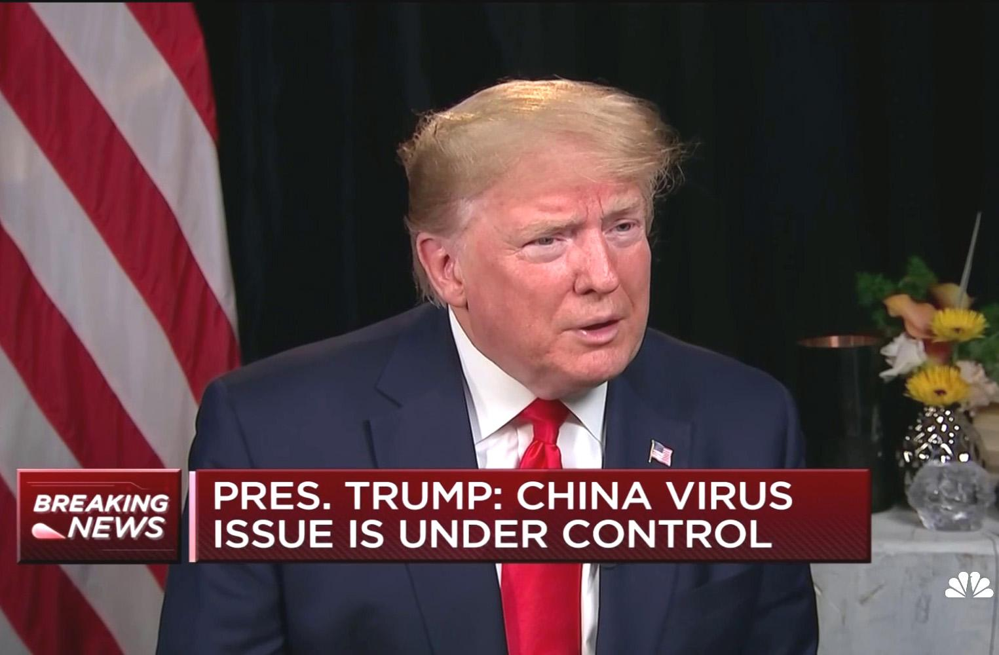 BREAKING
NEWS
PRES. TRUMP: CHINA VIRUS
ISSUE IS UNDER CONTROL